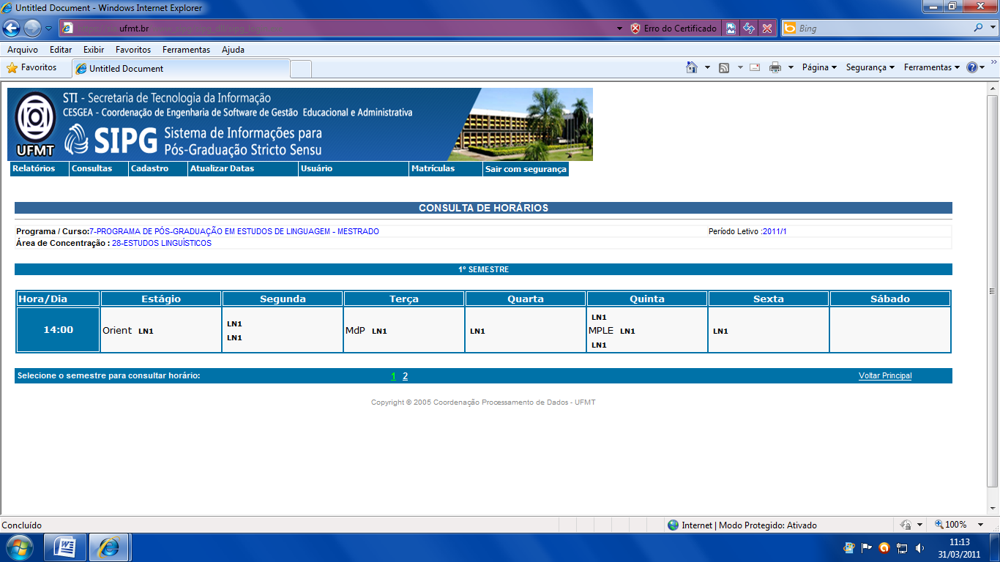 Untitled Document - Windows Internet Explorer
ufmt.br
Erro do Certificado
Bing
Arquivo Editar Exibir Favoritos Ferramentas Ajuda
Favoritos
Untitled Document
Página Segurança Ferramentas
STI - Secretaria de Tecnologia da Informação
CESGEA - Coordenação de Engenharia de Software de Gestão Educacional e Administrativa
UFMT
SIPG Sistema de Informações para
Pós-Graduação Stricto Sensu
Relatórios Consultas Cadastro Atualizar Datas Usuário Matrículas Sair com segurança
CONSULTA DE HORÁRIOS
Programa / Curso:7-PROGRAMA DE PÓS-GRADUAÇÃO EM ESTUDOS DE LINGUAGEM - MESTRADO Período Letivo :2011/1
Área de Concentração : 28-ESTUDOS LINGUÍSTICOS
1º SEMESTRE
Hora/Dia Estágio Segunda Terça Quarta Quinta Sexta Sábado
14:00
Orient LN1
LN1
LN1
MdP LN1
LN1
LN1
MPLE LN1
LN1
LN1
Selecione o semestre para consultar horário: 1 2 Voltar Principal
Copyright © 2005 Coordenação Processamento de Dados - UFMT
Concluído
Internet | Modo Protegido: Ativado
100%
11:13
31/03/2011